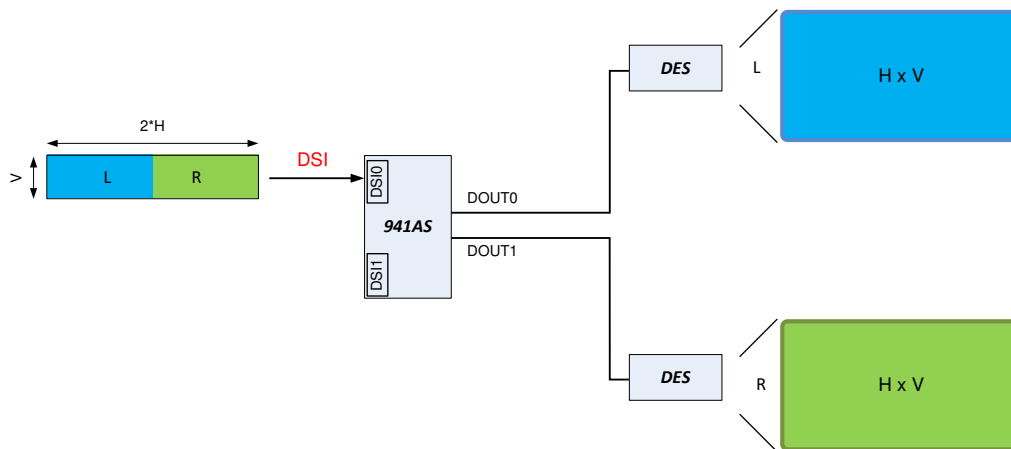 DES
L
H x V
2*H
V
L
R
DSI
DSI0
941AS
DSI1
DOUT0
DOUT1
DES
R
H x V